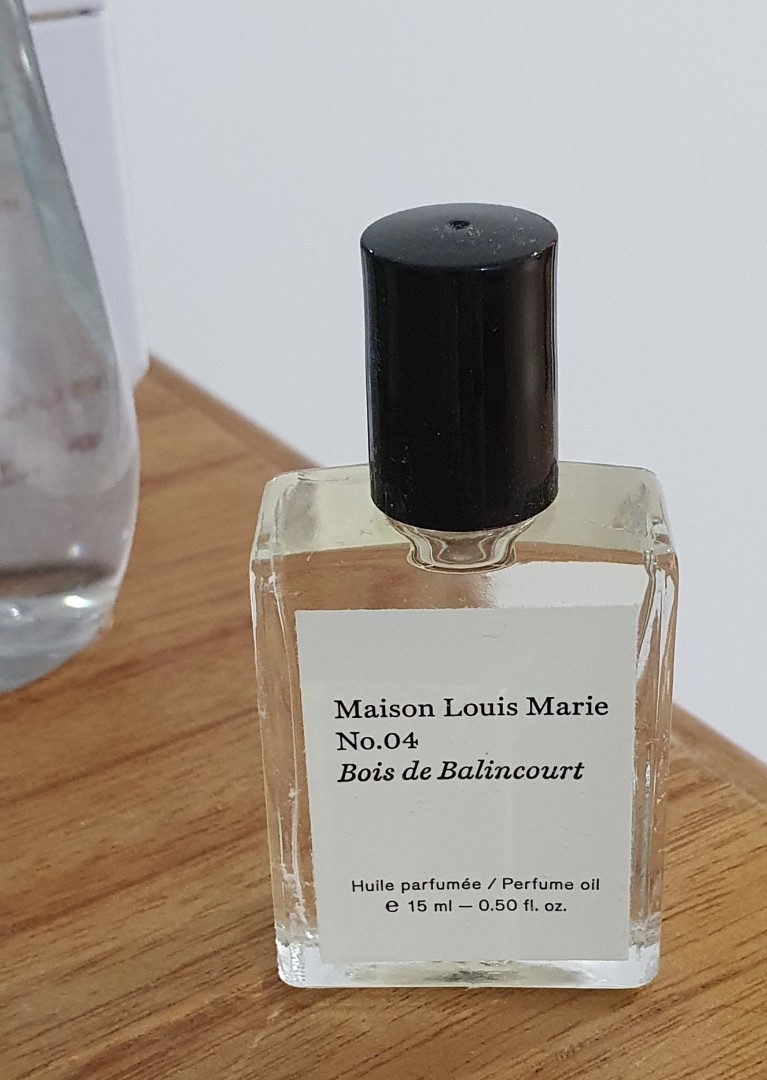 Maison Louis Marie
No.04
Bois de Balincourt
Huile parfumée / Perfume oil
℮ 15 ml — 0.50 fl. oz.